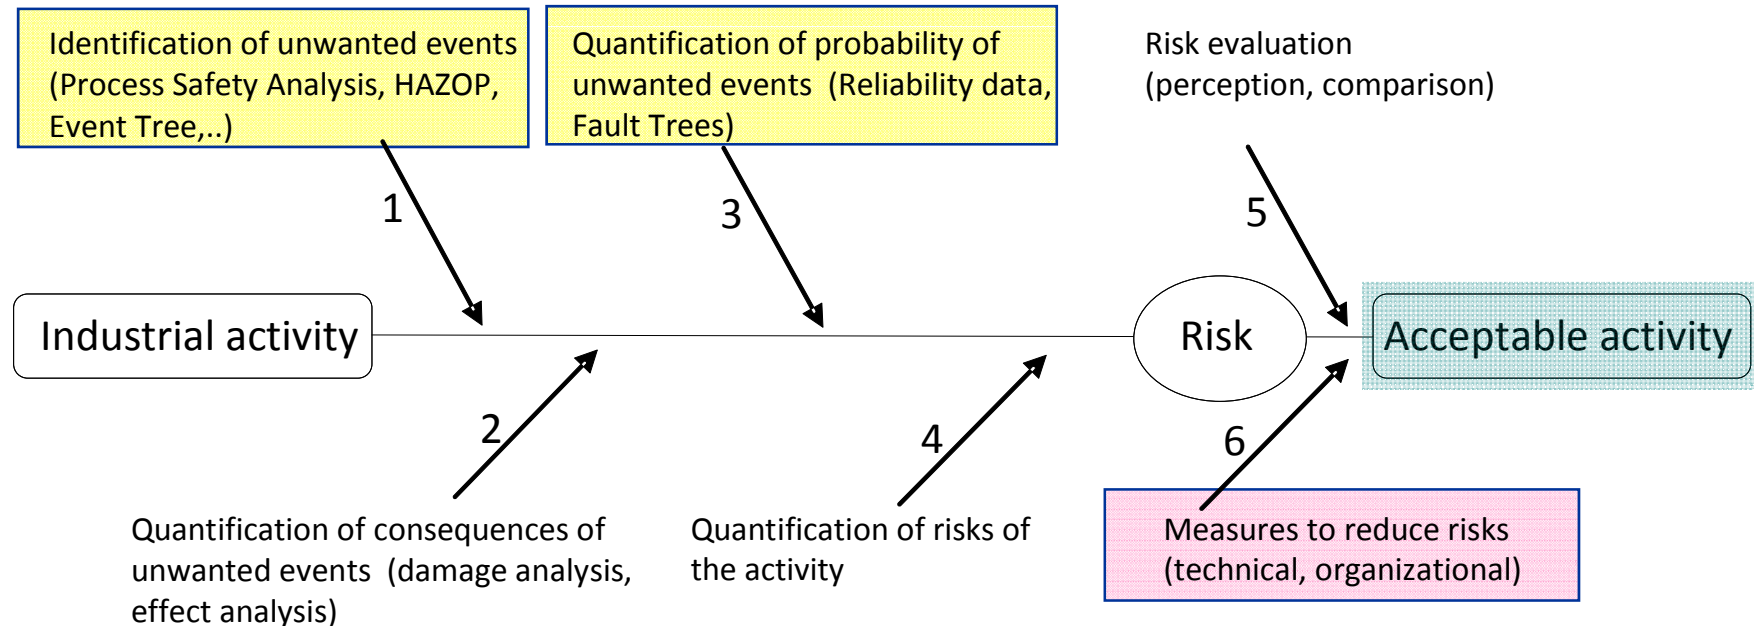 Identification of unwanted events
(Process Safety Analysis, HAZOP,
Event Tree,..)
Quantification of probability of
unwanted events  (Reliability data,
Fault Trees)
Risk evaluation
(perception, comparison)
1
3
5
Industrial activity
Risk
Acceptable activity
2
4
6
Quantification of consequences of
unwanted events  (damage analysis,
effect analysis)
Quantification of risks of
the activity
Measures to reduce risks
(technical, organizational)